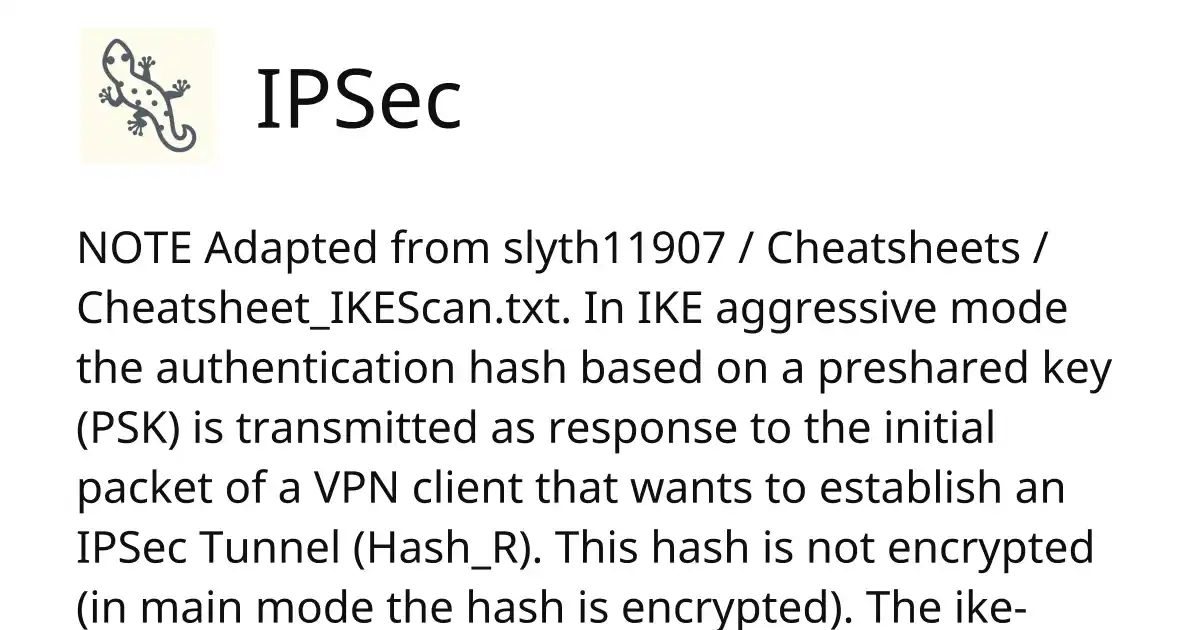 IPSec
NOTE Adapted from slyth11907 / Cheatsheets /
Cheatsheet_IKEScan.txt. In IKE aggressive mode
the authentication hash based on a preshared key
(PSK) is transmitted as response to the initial
packet of a VPN client that wants to establish an
IPSec Tunnel (Hash_R). This hash is not encrypted
(in main mode the hash is encrypted). The ike-